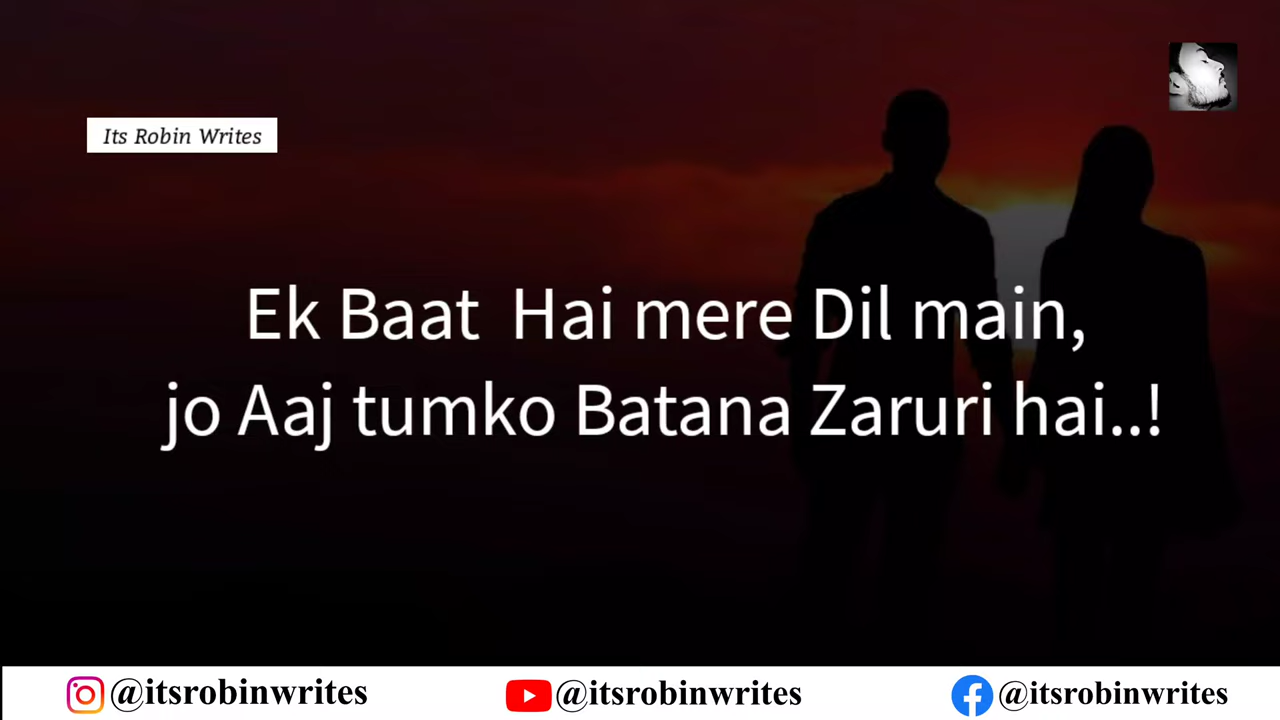 Its Robin Writes
Ek Baat Hai mere Dil main,
jo Aaj tumko Batana Zaruri hai..!
@itsrobinwrites
@itsrobinwrites
@itsrobinwrites